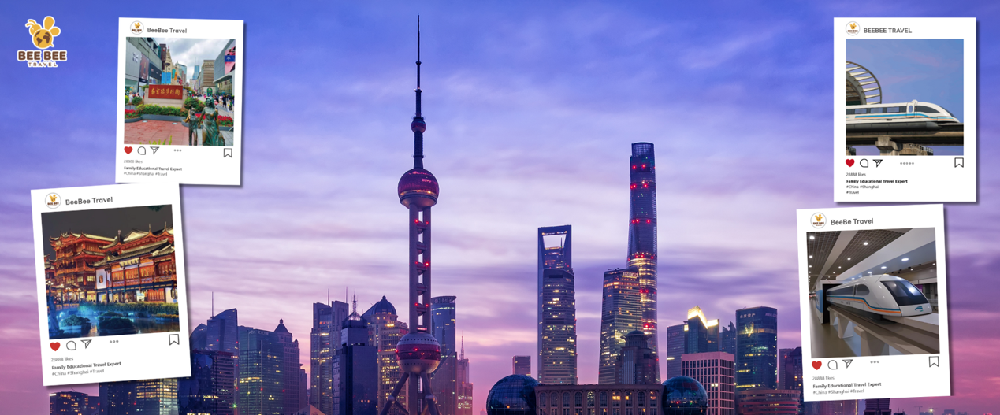 BEE BEE
TRAVEL
BeeBee Travel
南京路步行街
28888 likes
Family Educational Travel Expert
#China #Shanghai #Travel
BeeBee Travel
28888 likes
Family Educational Travel Expert
#China #Shanghai #Travel
BEEBEE TRAVEL
28888 likes
Family Educational Travel Expert
#China #Shanghai
#Travel
BeeBe Travel
28888 likes
Family Educational Travel Expert
#China #Shanghai #Travel